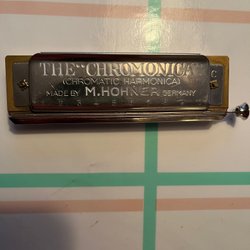 THE "CHROMONICA"
(CHROMATIC HARMONICA)
MADE BY M. HOHNER GERMANY